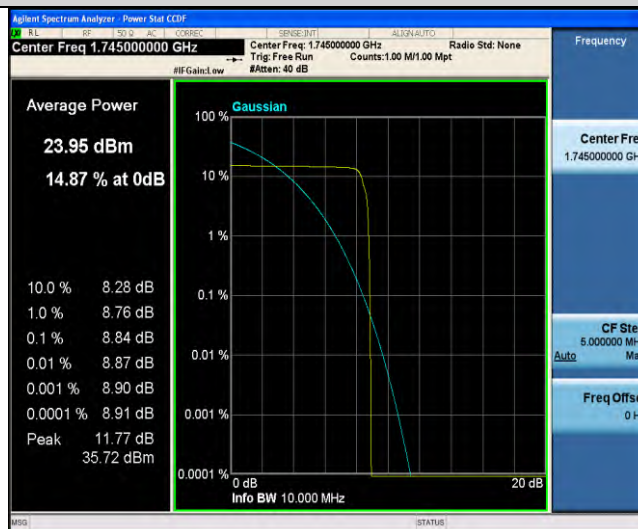 Agilent Spectrum Analyzer - Power Stat CCDF
RL RF 50 Ω AC CORREC SENSE:INT ALIGN AUTO
Center Freq 1.745000000 GHz
Center Freq: 1.745000000 GHz Radio Std: None
Trig: Free Run Counts:1.00 M/1.00 Mpt
#IFGain:Low #Atten: 40 dB
Frequency
Average Power
23.95 dBm
14.87 % at 0dB
10.0 % 8.28 dB
1.0 % 8.76 dB
0.1 % 8.84 dB
0.01 % 8.87 dB
0.001 % 8.90 dB
0.0001 % 8.91 dB
Peak 11.77 dB
35.72 dBm
Gaussian
100 %
10 %
1 %
0.1 %
0.01 %
0.001 %
0.0001 %
0 dB 20 dB
Info BW 10.000 MHz
Center Fre
1.745000000 GH
CF Ste
5.000000 MH
Auto Ma
Freq Offs
0 H
MSG STATUS